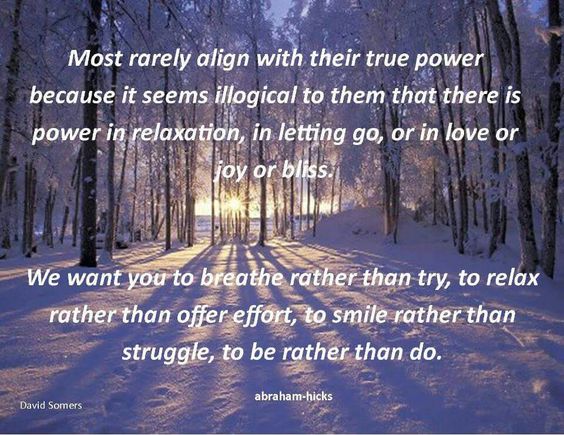 Most rarely align with their true power
because it seems illogical to them that there is
power in relaxation, in letting go, or in love or
joy or bliss.
We want you to breathe rather than try, to relax
rather than offer effort, to smile rather than
struggle, to be rather than do.
abraham-hicks
David Somers